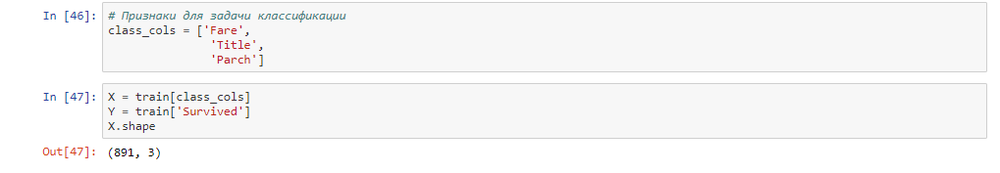 In [46]: # Признаки для задачи классификации
class_cols = ['Fare',
'Title',
'Parch']
In [47]: X = train[class_cols]
Y = train['Survived']
X.shape
Out[47]: (891, 3)